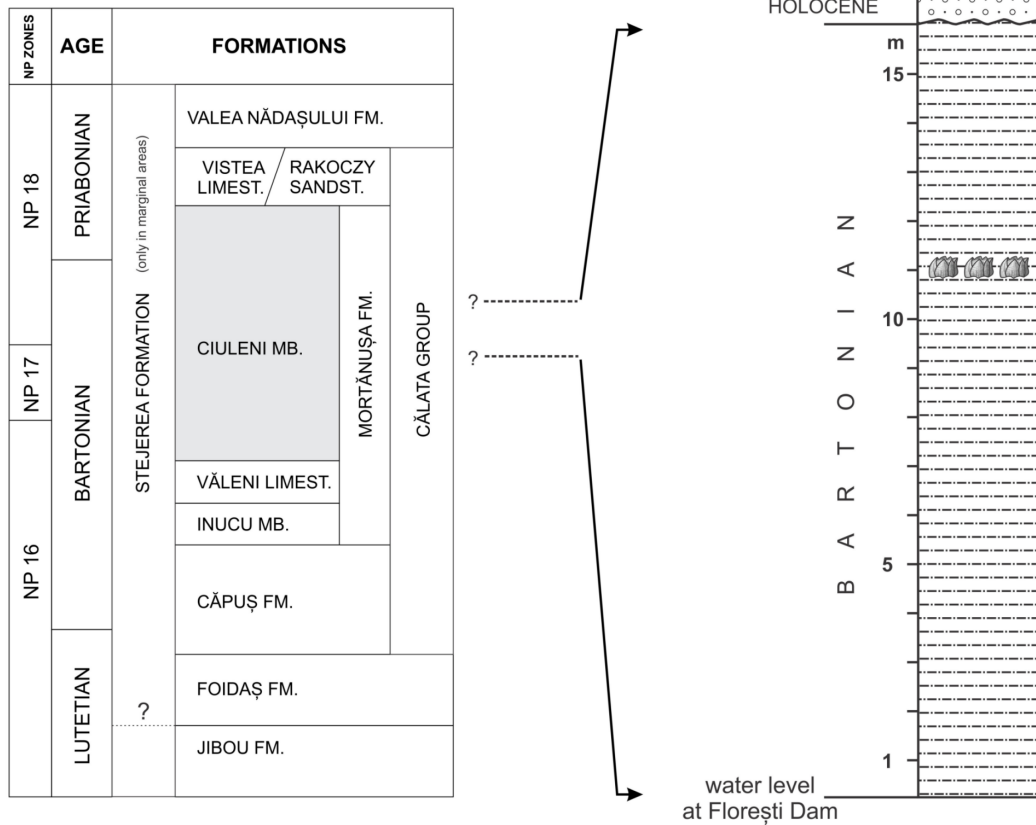 NP ZONES
AGE
FORMATIONS
NP 18
NP 17
NP 16
PRIABONIAN
BARTONIAN
LUTETIAN
STEJEREA FORMATION (only in marginal areas)
?
VALEA NĂDAȘULUI FM.
VISTEA
LIMEST.
RAKOCZY
SANDST.
CIULENI MB.
VĂLENI LIMEST.
INUCU MB.
MORTĂNUȘA FM.
CĂLATA GROUP
CĂPUȘ FM.
FOIDAȘ FM.
JIBOU FM.
?
?
HOLOCENE
m
15
10
5
1
BARTONIAN
water level
at Florești Dam